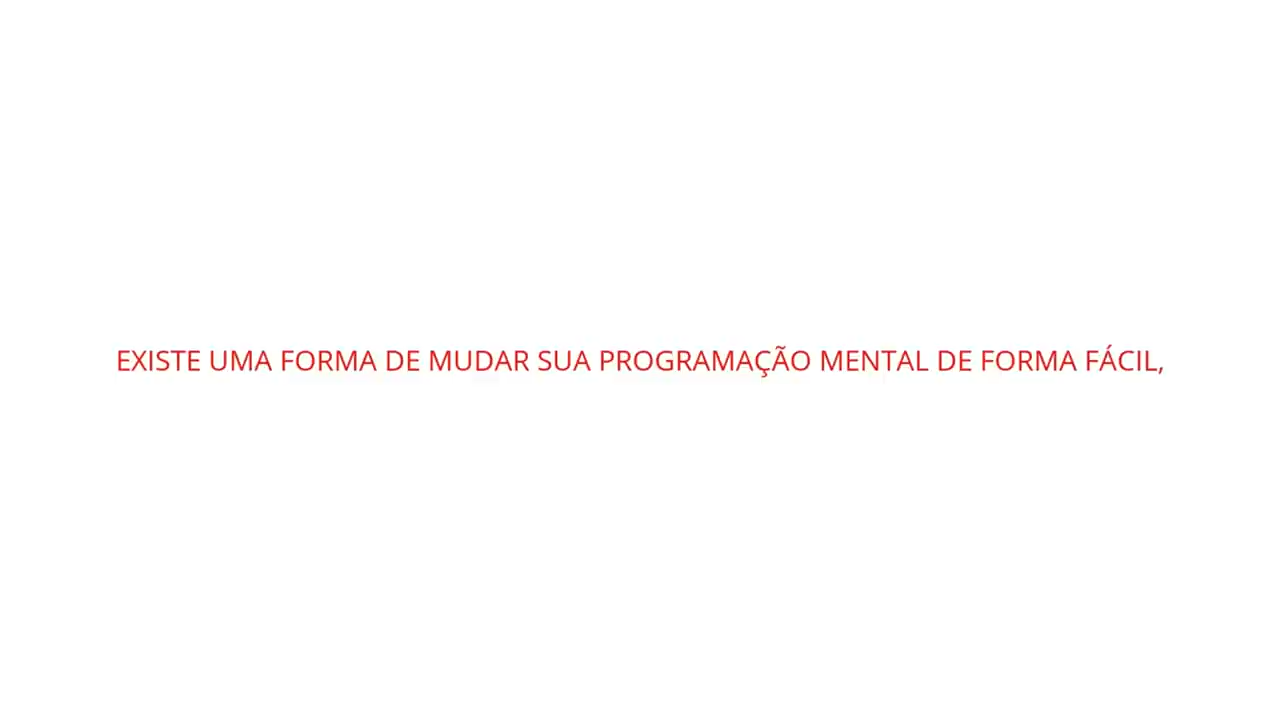 EXISTE UMA FORMA DE MUDAR SUA PROGRAMAÇÃO MENTAL DE FORMA FÁCIL,